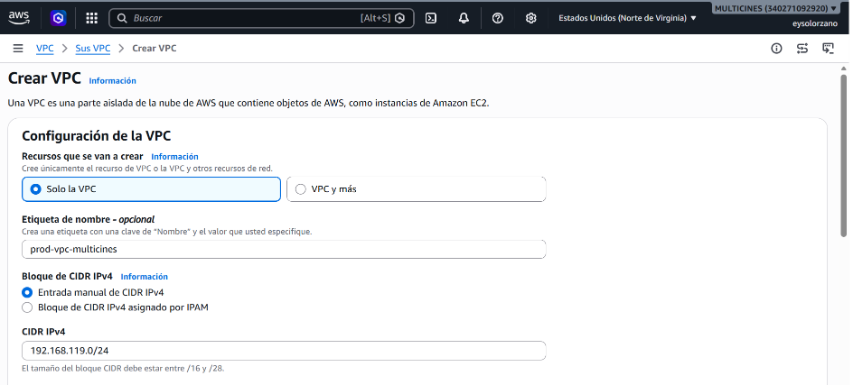 aws
Buscar
[Alt+S]
Estados Unidos (Norte de Virginia) ▼
MULTICINES (340271092920) ▼
eysolorzano
VPC > Sus VPC > Crear VPC
Crear VPC Información
Una VPC es una parte aislada de la nube de AWS que contiene objetos de AWS, como instancias de Amazon EC2.
Configuración de la VPC
Recursos que se van a crear Información
Cree únicamente el recurso de VPC o la VPC y otros recursos de red.
Solo la VPC
VPC y más
Etiqueta de nombre - opcional
Crea una etiqueta con una clave de "Nombre" y el valor que usted especifique.
prod-vpc-multicines
Bloque de CIDR IPv4 Información
Entrada manual de CIDR IPv4
Bloque de CIDR IPv4 asignado por IPAM
CIDR IPv4
192.168.119.0/24
El tamaño del bloque CIDR debe estar entre /16 y /28.